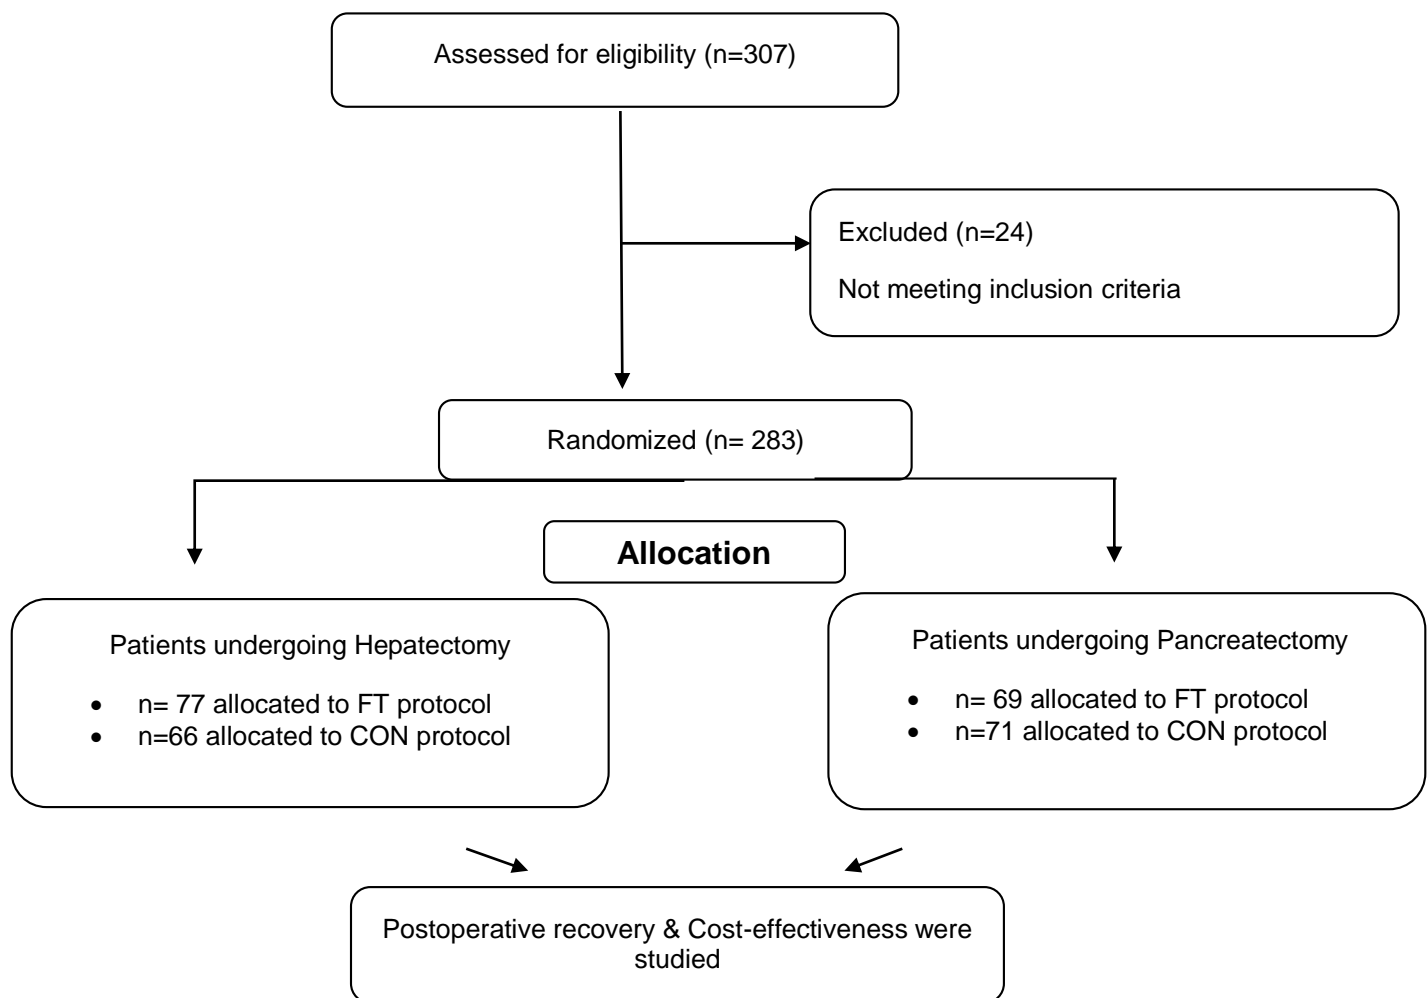 Assessed for eligibility (n=307)
Excluded (n=24)
Not meeting inclusion criteria
Randomized (n= 283)
Allocation
Patients undergoing Hepatectomy
• n= 77 allocated to FT protocol
• n=66 allocated to CON protocol
Patients undergoing Pancreatectomy
• n= 69 allocated to FT protocol
• n=71 allocated to CON protocol
Postoperative recovery & Cost-effectiveness were
studied